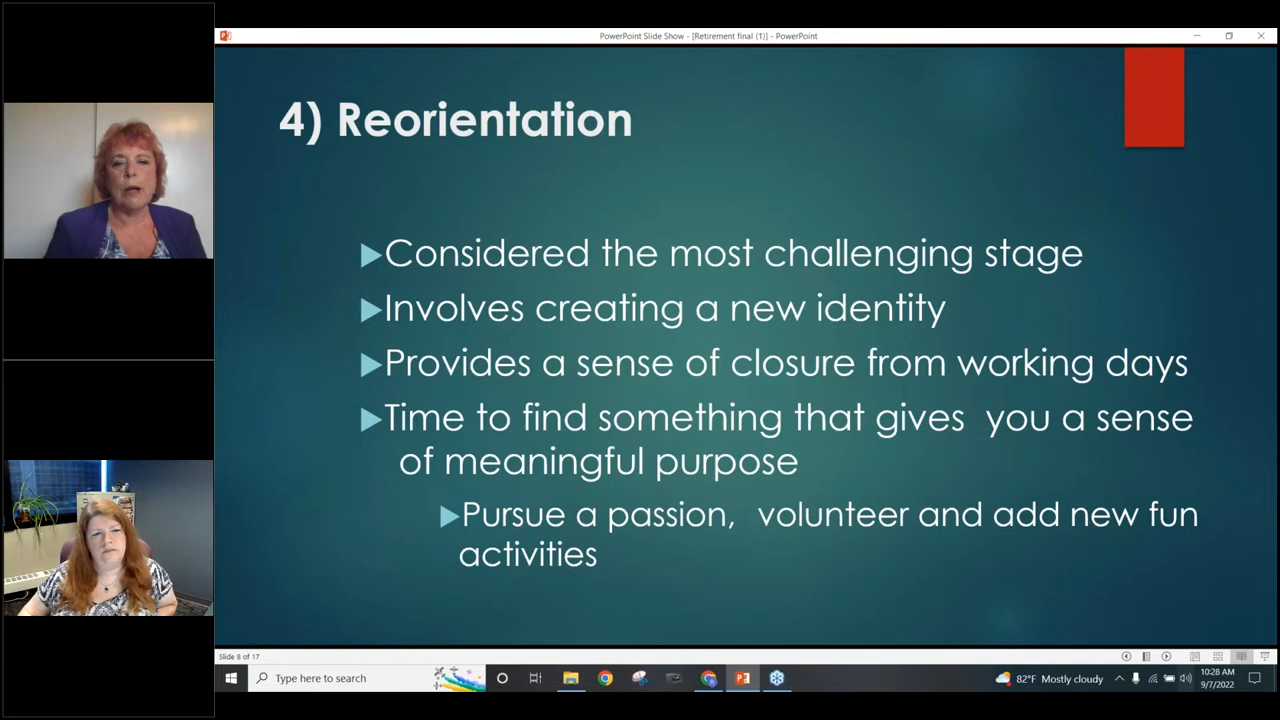 PowerPoint Slide Show - [Retirement final (1)] - PowerPoint
4) Reorientation
Considered the most challenging stage
Involves creating a new identity
Provides a sense of closure from working days
Time to find something that gives  you a sense
of meaningful purpose
Pursue a passion,  volunteer and add new fun
activities
Slide 8 of 17
Type here to search
82°F Mostly cloudy
10:28 AM
9/7/2022